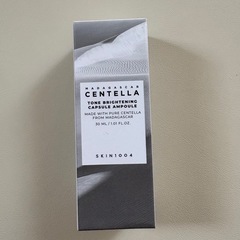 MADAGASCAR
CENTELLA
TONE BRIGHTENING
CAPSULE AMPOULE
MADE WITH PURE CENTELLA
FROM MADAGASCAR
30 ML / 1.01 FL.OZ
SKIN1004